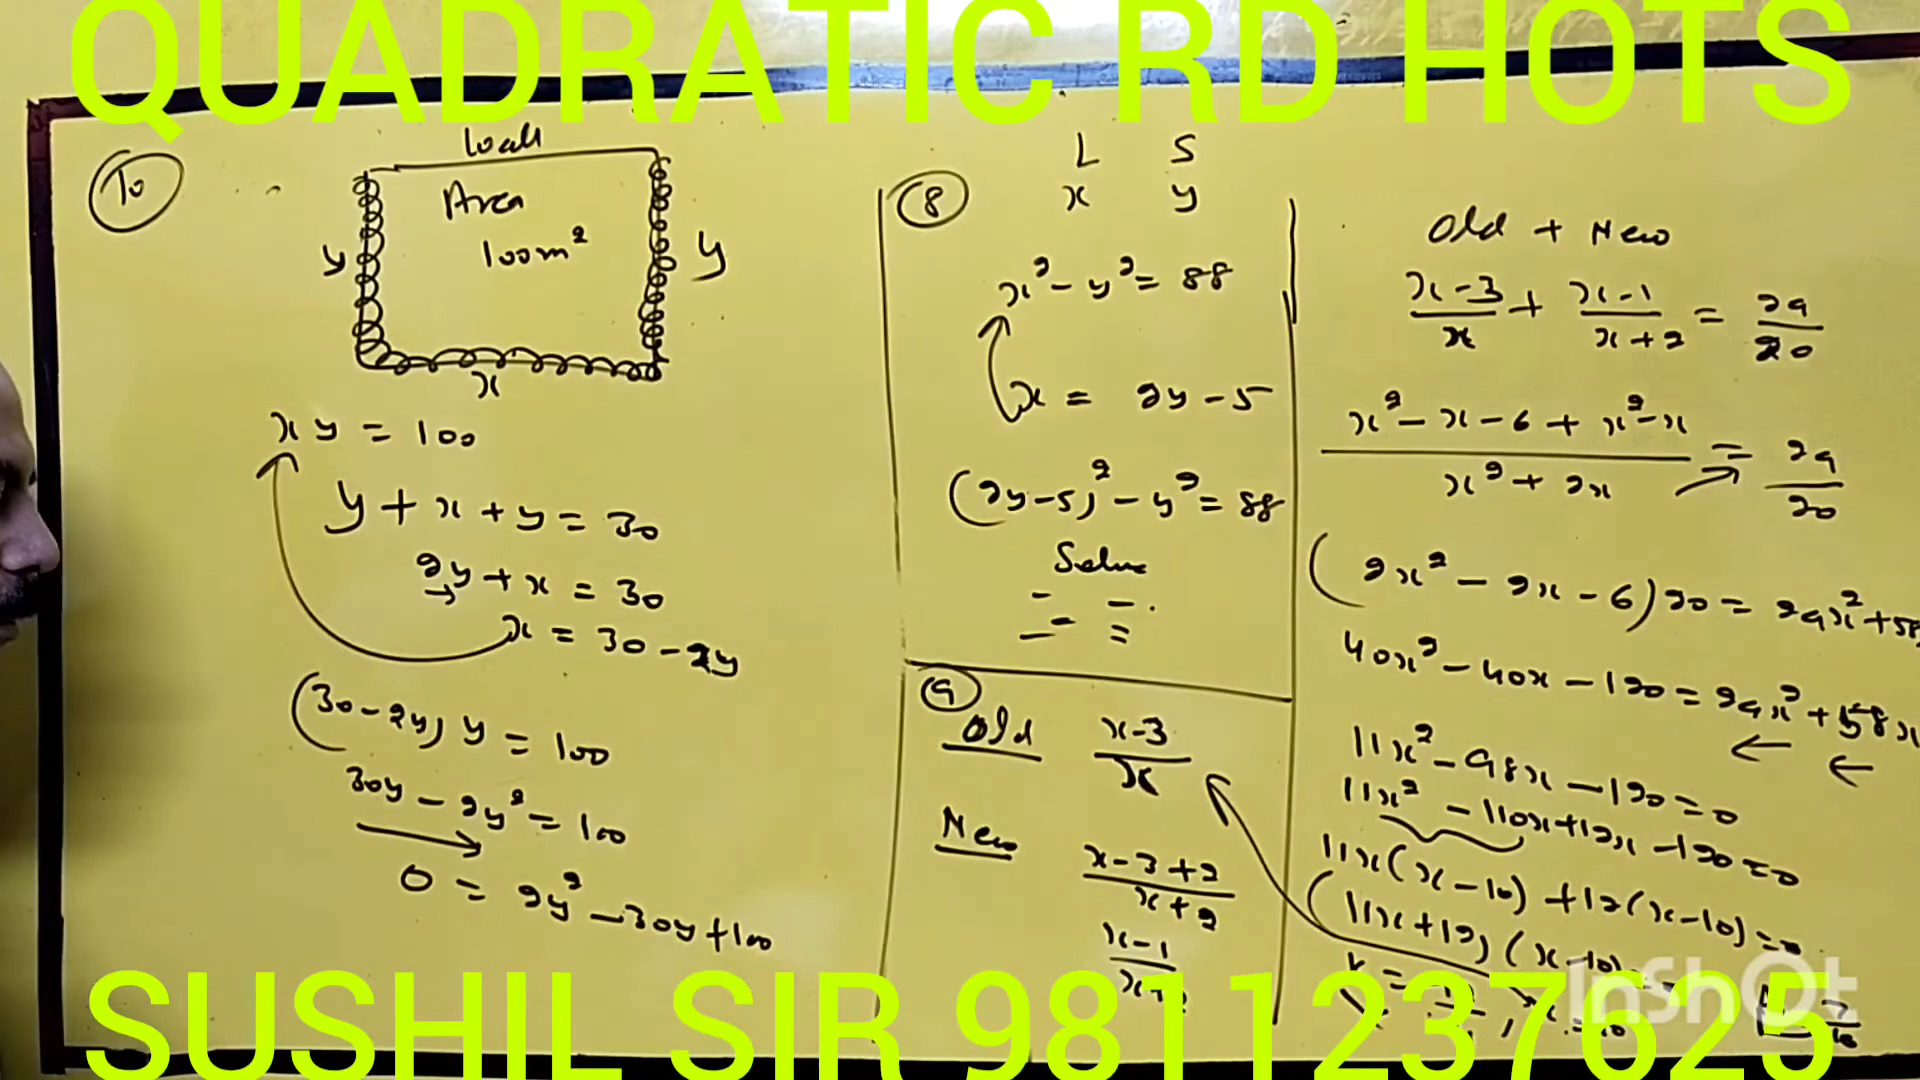 QUADRATIC RD HOTS
10
wall
Area
100m²
y
y
x
xy = 100
y + x + y = 30
2y + x = 30
x = 30 - 2y
(30 - 2y) y = 100
30y - 2y² = 100
0 = 2y² - 30y + 100
8
L S
x y
x² - y² = 88
x = 2y - 5
(2y - 5)² - y² = 88
Solve
9
Old x-3/x
New x-3+2/x+2
x-1/x+2
Old + New
x-3/x + x-1/x+2 = 29/20
x² - x - 6 + x² - x/x² + 2x = 29/20
(2x² - 2x - 6) 20 = 29x² + 58
40x² - 40x - 120 = 29x² + 58x
11x² - 98x - 120 = 0
11x² - 110x + 12x - 120 = 0
11x(x - 10) + 12(x - 10) = 0
(11x + 12) (x - 10)
7/10
InShOt
SUSHIL SIR 9811237625